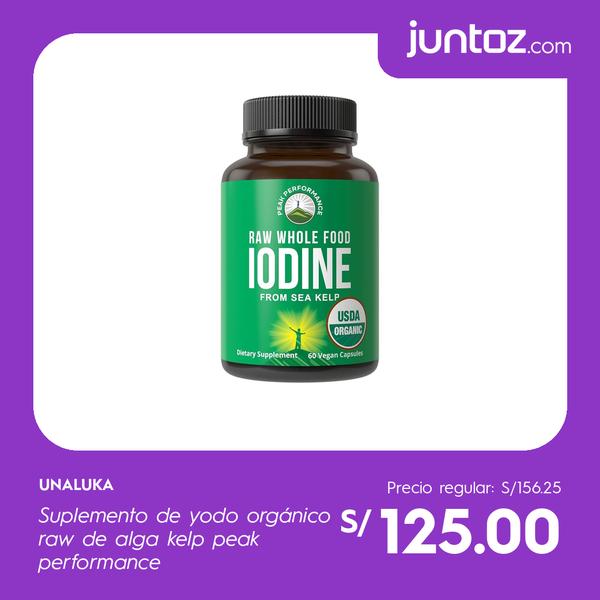 juntoz.com
PEAK PERFORMANCE
RAW WHOLE FOOD
IODINE
FROM SEA KELP
USDA
ORGANIC
Dietary Supplement 60 Vegan Capsules
UNALUKA
Suplemento de yodo orgánico
raw de alga kelp peak
performance
Precio regular: S/156.25
S/125.00